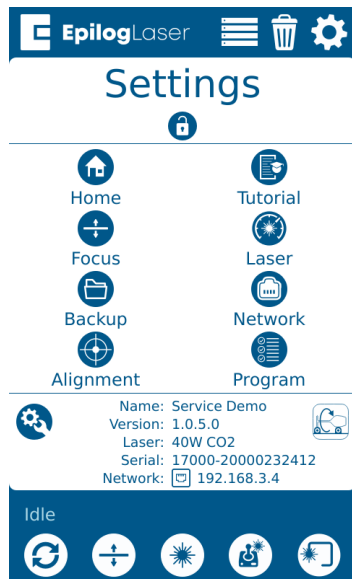 EpilogLaser
Settings
Home Tutorial
Focus Laser
Backup Network
Alignment Program
Name: Service Demo
Version: 1.0.5.0
Laser: 40W CO2
Serial: 17000-20000232412
Network: 192.168.3.4
Idle